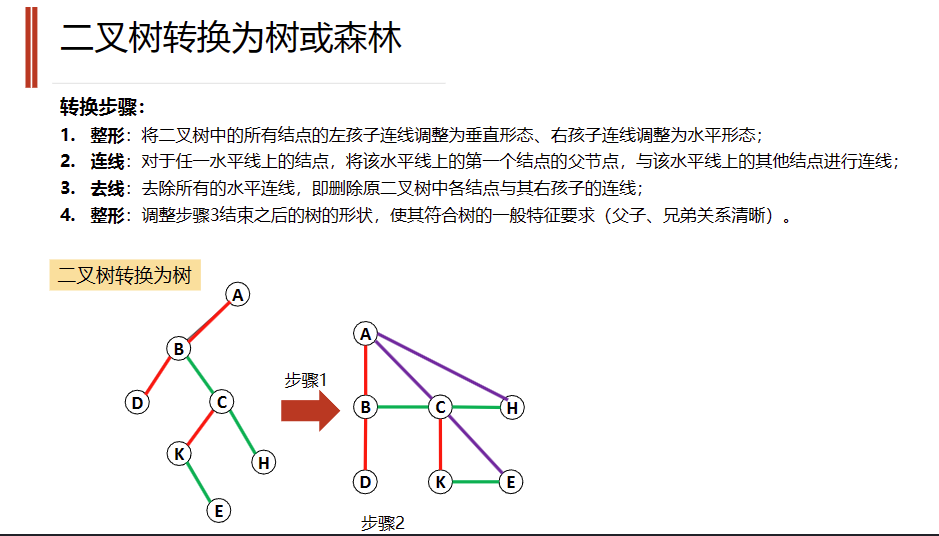 二叉树转换为树或森林
转换步骤：
1. 整形：将二叉树中的所有结点的左孩子连线调整为垂直形态、右孩子连线调整为水平形态；
2. 连线：对于任一水平线上的结点，将该水平线上的第一个结点的父节点，与该水平线上的其他结点进行连线；
3. 去线：去除所有的水平连线，即删除原二叉树中各结点与其右孩子的连线；
4. 整形：调整步骤3结束之后的树的形状，使其符合树的一般特征要求（父子、兄弟关系清晰）。
二叉树转换为树
A
B
D
C
K
H
E
步骤1
A
B
C
H
D
K
E
步骤2